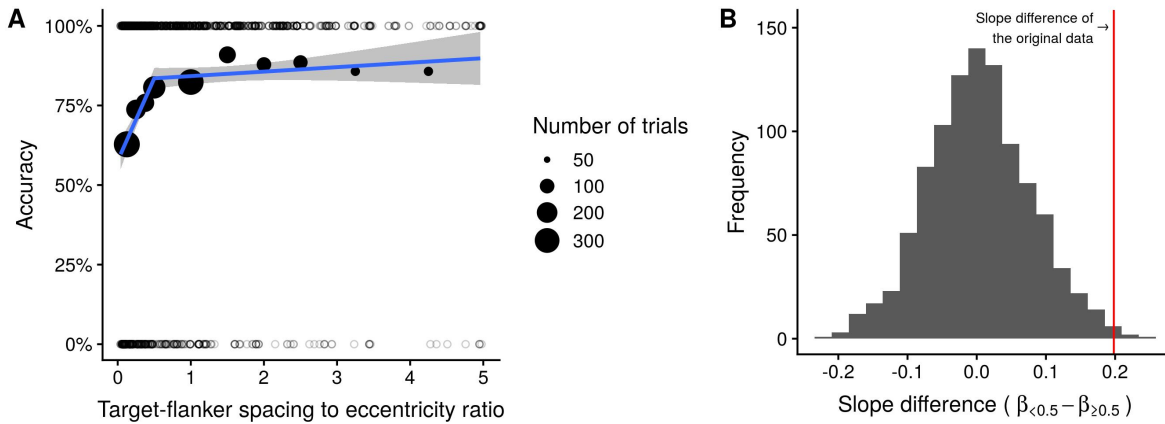 A
100%
75%
50%
25%
0%
Accuracy
0 1 2 3 4 5
Target-flanker spacing to eccentricity ratio
Number of trials
50
100
200
300
B
Slope difference of
the original data →
150
100
50
0
Frequency
-0.2 -0.1 0.0 0.1 0.2
Slope difference ( β<0.5 − β≥0.5 )